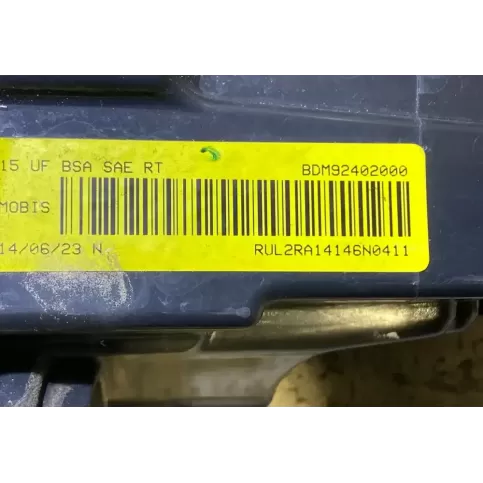 15 UF BSA SAE RT BDM92402000
MOBIS
14/06/23 N RUL2RA14146N0411